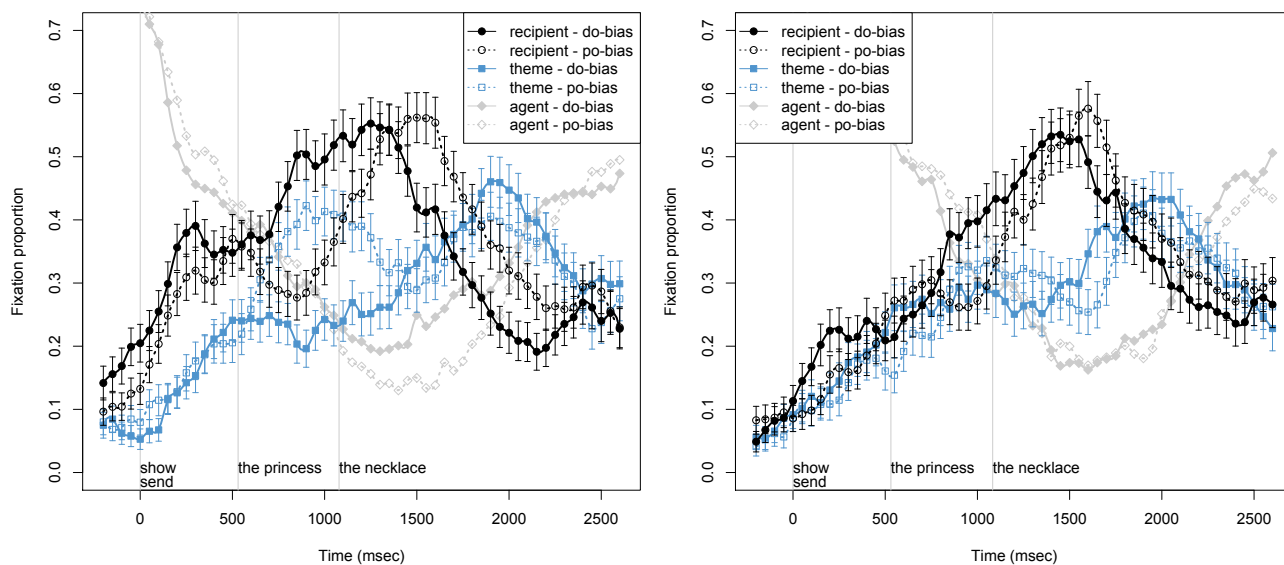 recipient - do-bias
recipient - po-bias
theme - do-bias
theme - po-bias
agent - do-bias
agent - po-bias
Fixation proportion
0.7
0.6
0.5
0.4
0.3
0.2
0.1
0.0
show
send
the princess
the necklace
0 500 1000 1500 2000 2500
Time (msec)
recipient - do-bias
recipient - po-bias
theme - do-bias
theme - po-bias
agent - do-bias
agent - po-bias
Fixation proportion
0.7
0.6
0.5
0.4
0.3
0.2
0.1
0.0
show
send
the princess
the necklace
0 500 1000 1500 2000 2500
Time (msec)